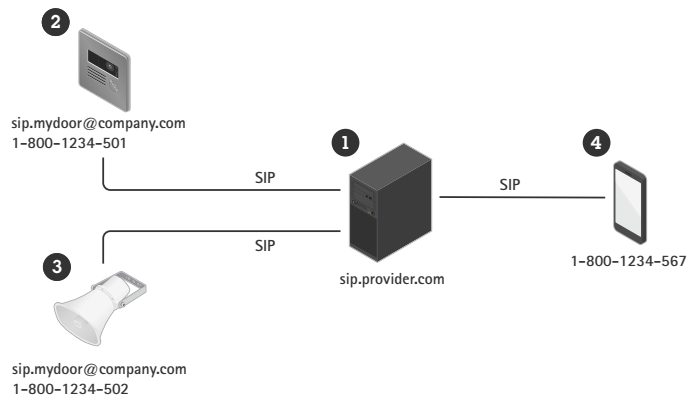 2
sip.mydoor@company.com
1-800-1234-501
1
4
SIP
SIP
SIP
3
sip.provider.com
1-800-1234-567
sip.mydoor@company.com
1-800-1234-502